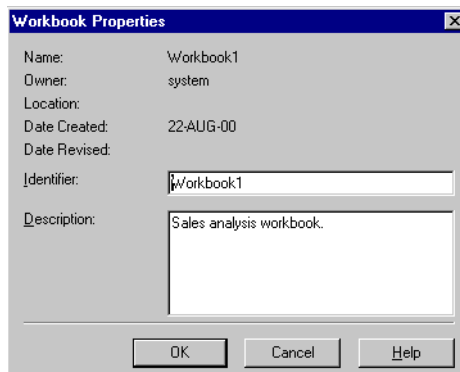 Workbook Properties
Name: Workbook1
Owner: system
Location:
Date Created: 22-AUG-00
Date Revised:
Identifier: Workbook1
Description: Sales analysis workbook.
OK Cancel Help